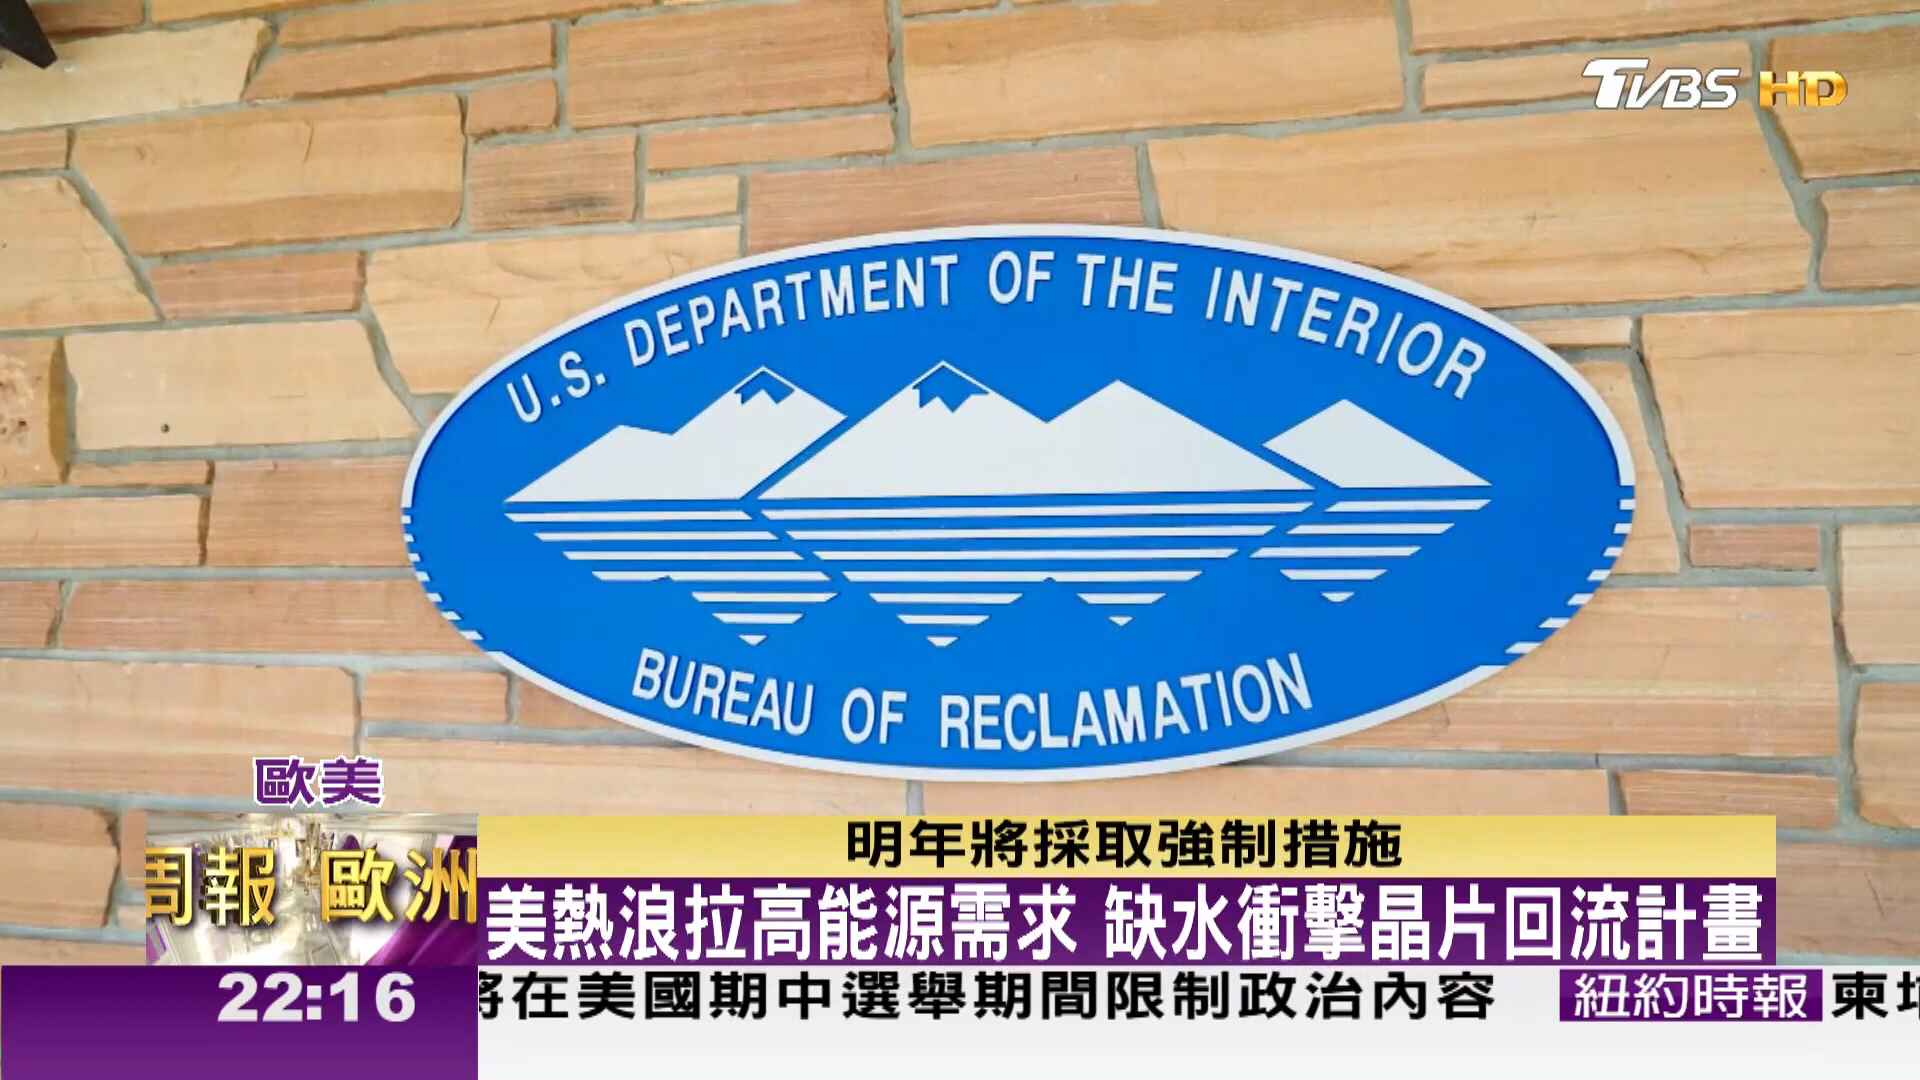 TVBS HD
U.S. DEPARTMENT OF THE INTERIOR
BUREAU OF RECLAMATION
歐美
周報 歐洲
明年將採取強制措施
美熱浪拉高能源需求 缺水衝擊晶片回流計畫
22:16
將在美國期中選舉期間限制政治內容 紐約時報 柬埔